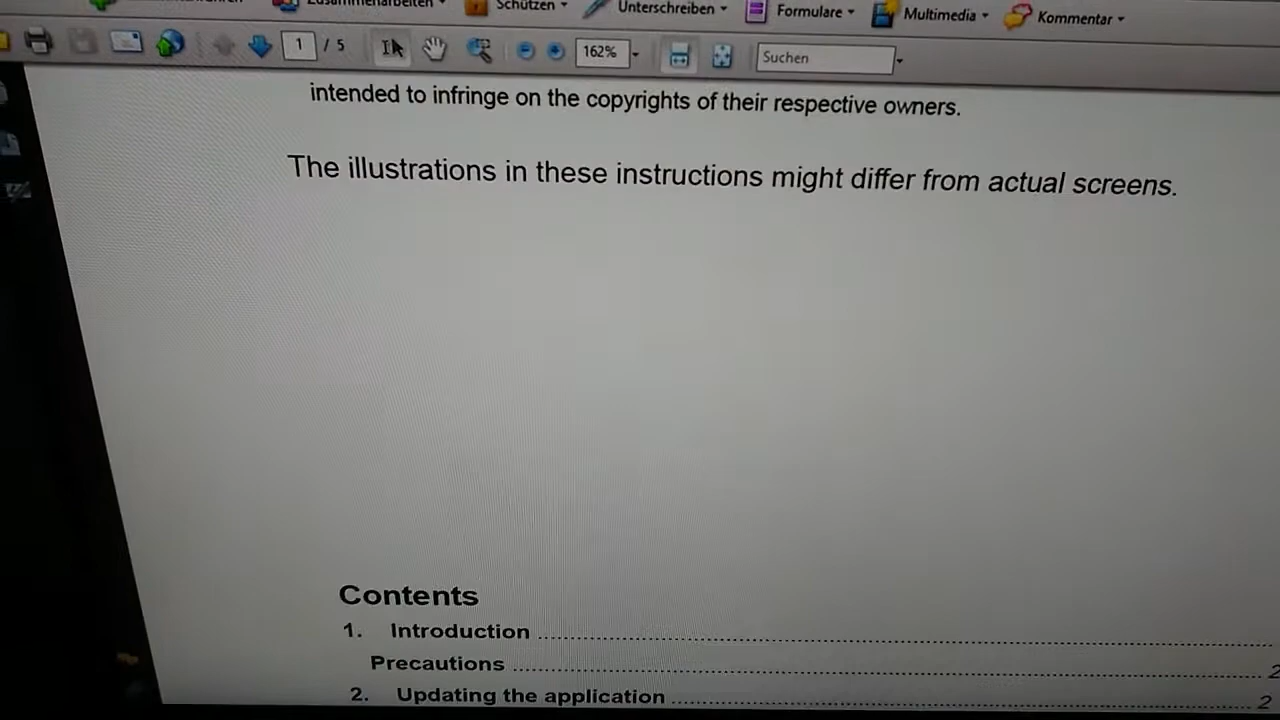 Zusammenarbeiten
Schützen
Unterschreiben
Formulare
Multimedia
Kommentar
1 / 5
162%
Suchen
intended to infringe on the copyrights of their respective owners.
The illustrations in these instructions might differ from actual screens.
Contents
1. Introduction
Precautions 2
2. Updating the application 2